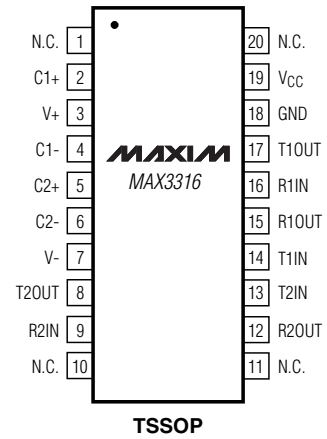 N.C. 1 20 N.C.
C1+ 2 19 VCC
V+ 3 18 GND
C1- 4 MAXIM 17 T1OUT
C2+ 5 MAX3316 16 R1IN
C2- 6 15 R1OUT
V- 7 14 T1IN
T2OUT 8 13 T2IN
R2IN 9 12 R2OUT
N.C. 10 11 N.C.
TSSOP